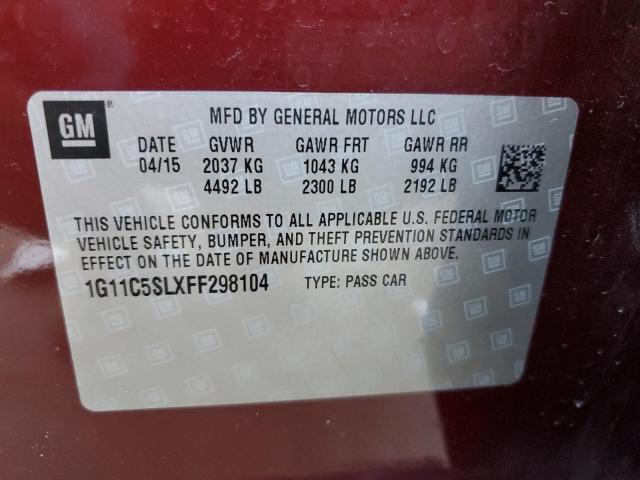 GM
MFD BY GENERAL MOTORS LLC
DATE GVWR GAWR FRT GAWR RR
04/15 2037 KG 1043 KG 994 KG
4492 LB 2300 LB 2192 LB
THIS VEHICLE CONFORMS TO ALL APPLICABLE U.S. FEDERAL MOTOR
VEHICLE SAFETY, BUMPER, AND THEFT PREVENTION STANDARDS IN
EFFECT ON THE DATE OF MANUFACTURE SHOWN ABOVE.
1G11C5SLXFF298104 TYPE: PASS CAR